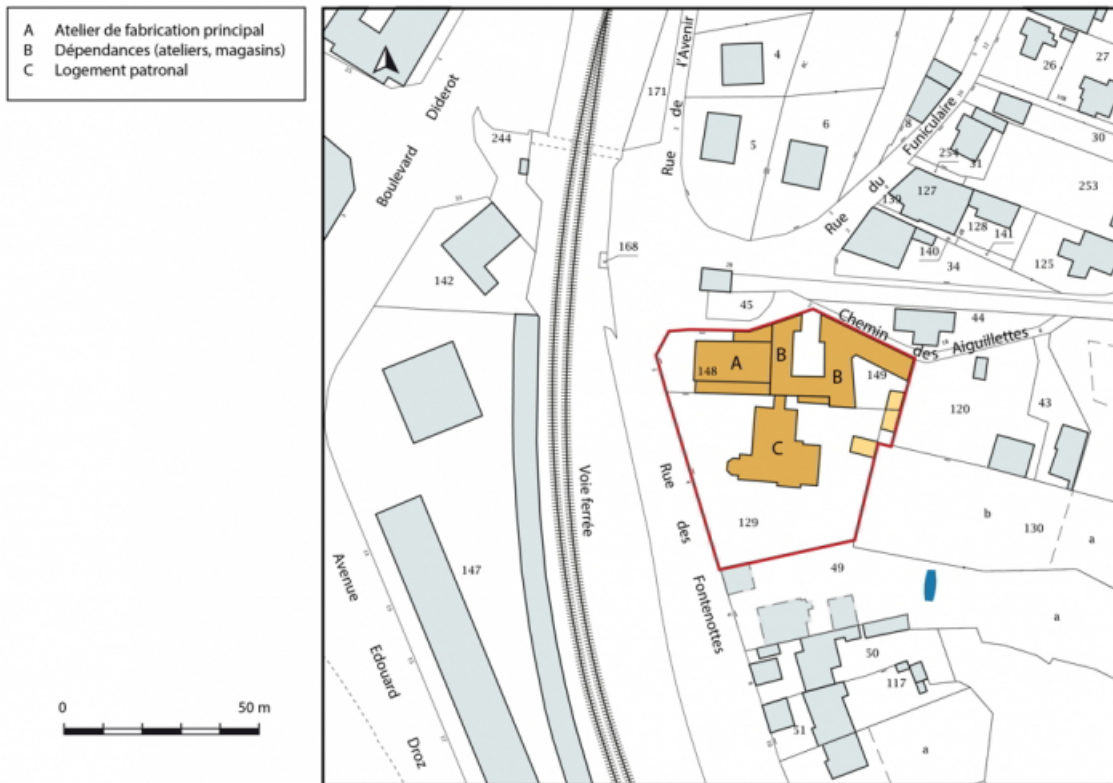 A Atelier de fabrication principal
B Dépendances (ateliers, magasins)
C Logement patronal
0 50 m
Boulevard Diderot
244
142
147
Avenue Edouard Droz
Voie ferrée
171
Rue de l'Avenir
4
5
6
8
168
Rue du Funiculaire
26
27
30
31
254
253
127
139
128
141
140
34
125
45
44
Chemin des Aiguillettes
A
B
B
148
149
C
129
120
43
b
130
a
Rue des Fontenottes
49
a
50
117
51
a